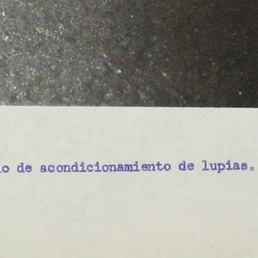 o de acondicionamiento de lupias.